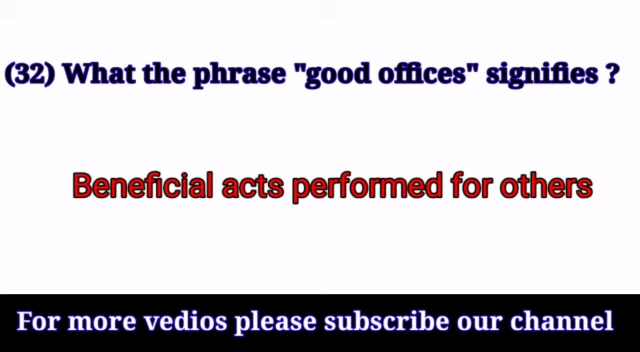 (32) What the phrase "good offices" signifies ?
Beneficial acts performed for others
For more vedios please subscribe our channel